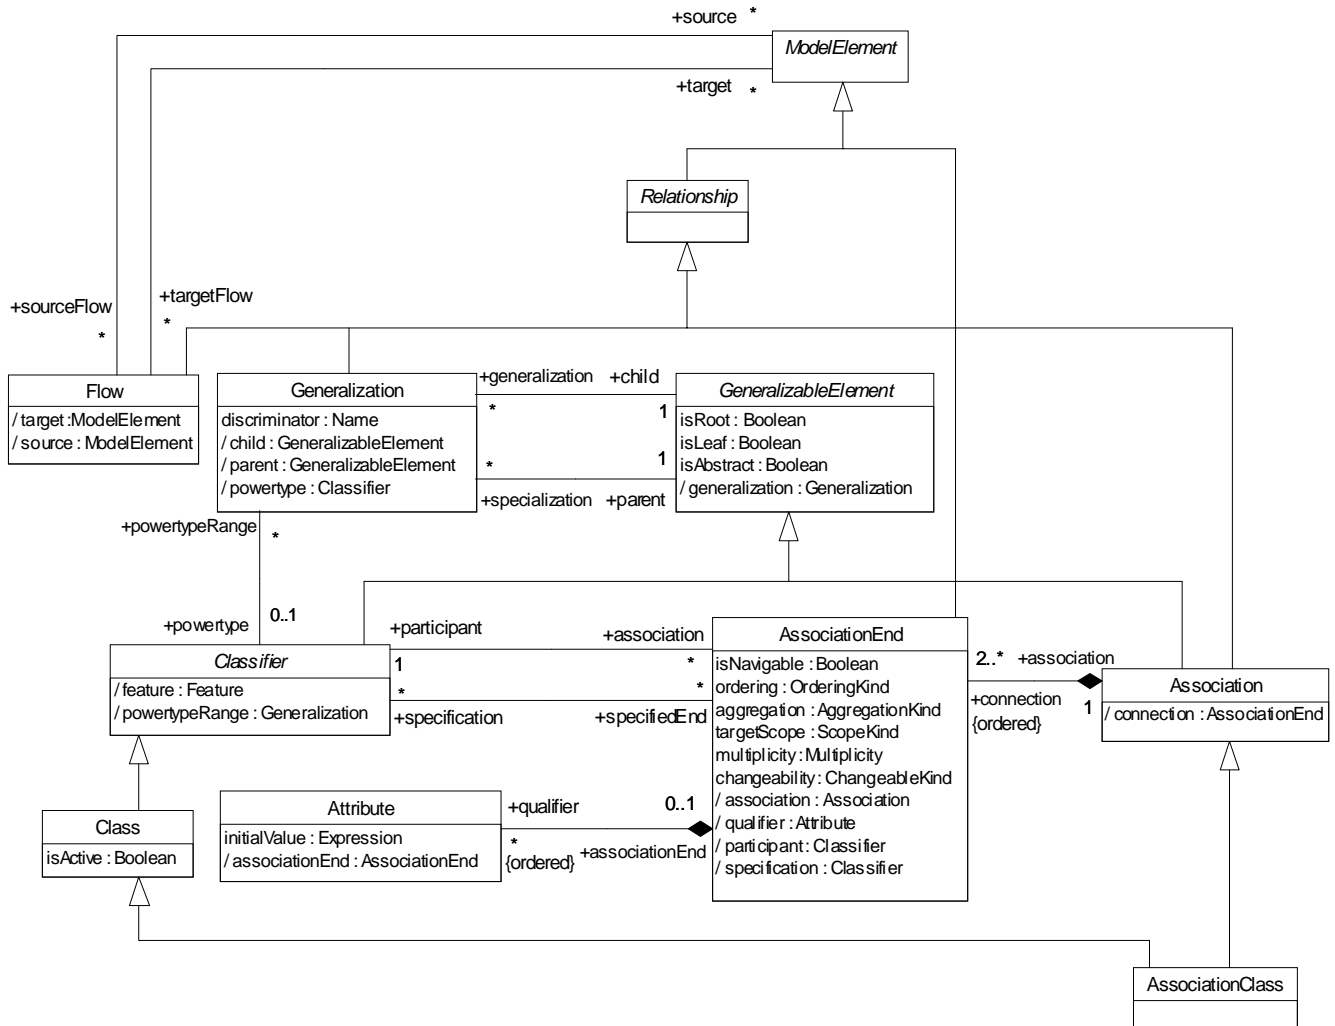 +source *
ModelElement
+target *
Relationship
+sourceFlow
*
+targetFlow
*
Flow
/ target :ModelElement
/ source : ModelElement
Generalization
discriminator : Name
/ child : GeneralizableElement
/ parent : GeneralizableElement
/ powertype : Classifier
+generalization +child
* 1
* 1
+specialization +parent
GeneralizableElement
isRoot : Boolean
isLeaf : Boolean
isAbstract : Boolean
/ generalization : Generalization
+powertypeRange
*
+powertype 0..1
Classifier
/ feature : Feature
/ powertypeRange : Generalization
+participant +association
1 *
* *
+specification +specifiedEnd
AssociationEnd
isNavigable : Boolean
ordering : OrderingKind
aggregation : AggregationKind
targetScope : ScopeKind
multiplicity : Multiplicity
changeability : ChangeableKind
/ association : Association
/ qualifier : Attribute
/ participant : Classifier
/ specification : Classifier
2..* +association
+connection 1
{ordered}
Association
/ connection : AssociationEnd
Class
isActive : Boolean
Attribute
initialValue : Expression
/ associationEnd : AssociationEnd
+qualifier 0..1
*
{ordered} +associationEnd
AssociationClass